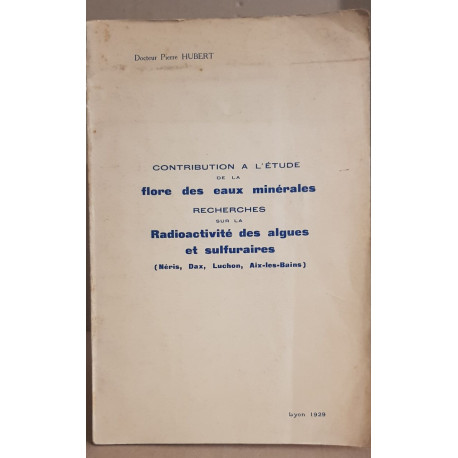 Docteur Pierre HUBERT
CONTRIBUTION A L'ÉTUDE
DE LA
flore des eaux minérales
RECHERCHES
SUR LA
Radioactivité des algues
et sulfuraires
(Néris, Dax, Luchon, Aix-les-Bains)
Lyon 1929